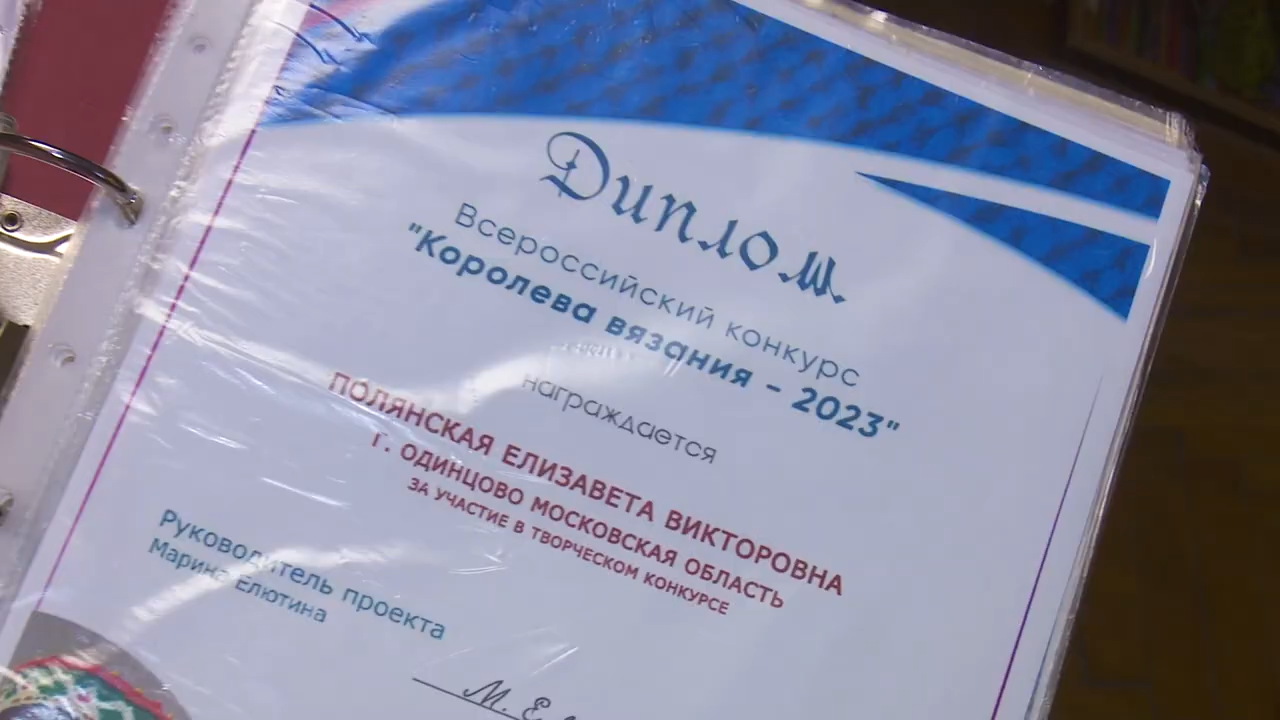 Диплом
Всероссийский конкурс
"Королева вязания - 2023"
награждается
ПОЛЯНСКАЯ ЕЛИЗАВЕТА ВИКТОРОВНА
г. ОДИНЦОВО МОСКОВСКАЯ ОБЛАСТЬ
ЗА УЧАСТИЕ В ТВОРЧЕСКОМ КОНКУРСЕ
Руководитель проекта
Марина Елютина
М. Е